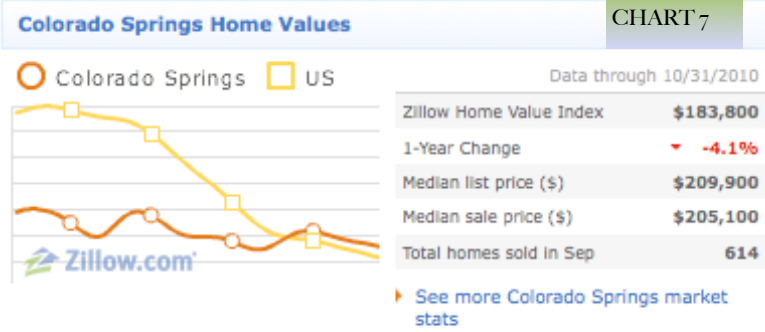 Colorado Springs Home Values
CHART 7
Colorado Springs US
Data through 10/31/2010
Zillow Home Value Index $183,800
1-Year Change -4.1%
Median list price ($) $209,900
Median sale price ($) $205,100
Total homes sold in Sep 614
Zillow.com
See more Colorado Springs market
stats